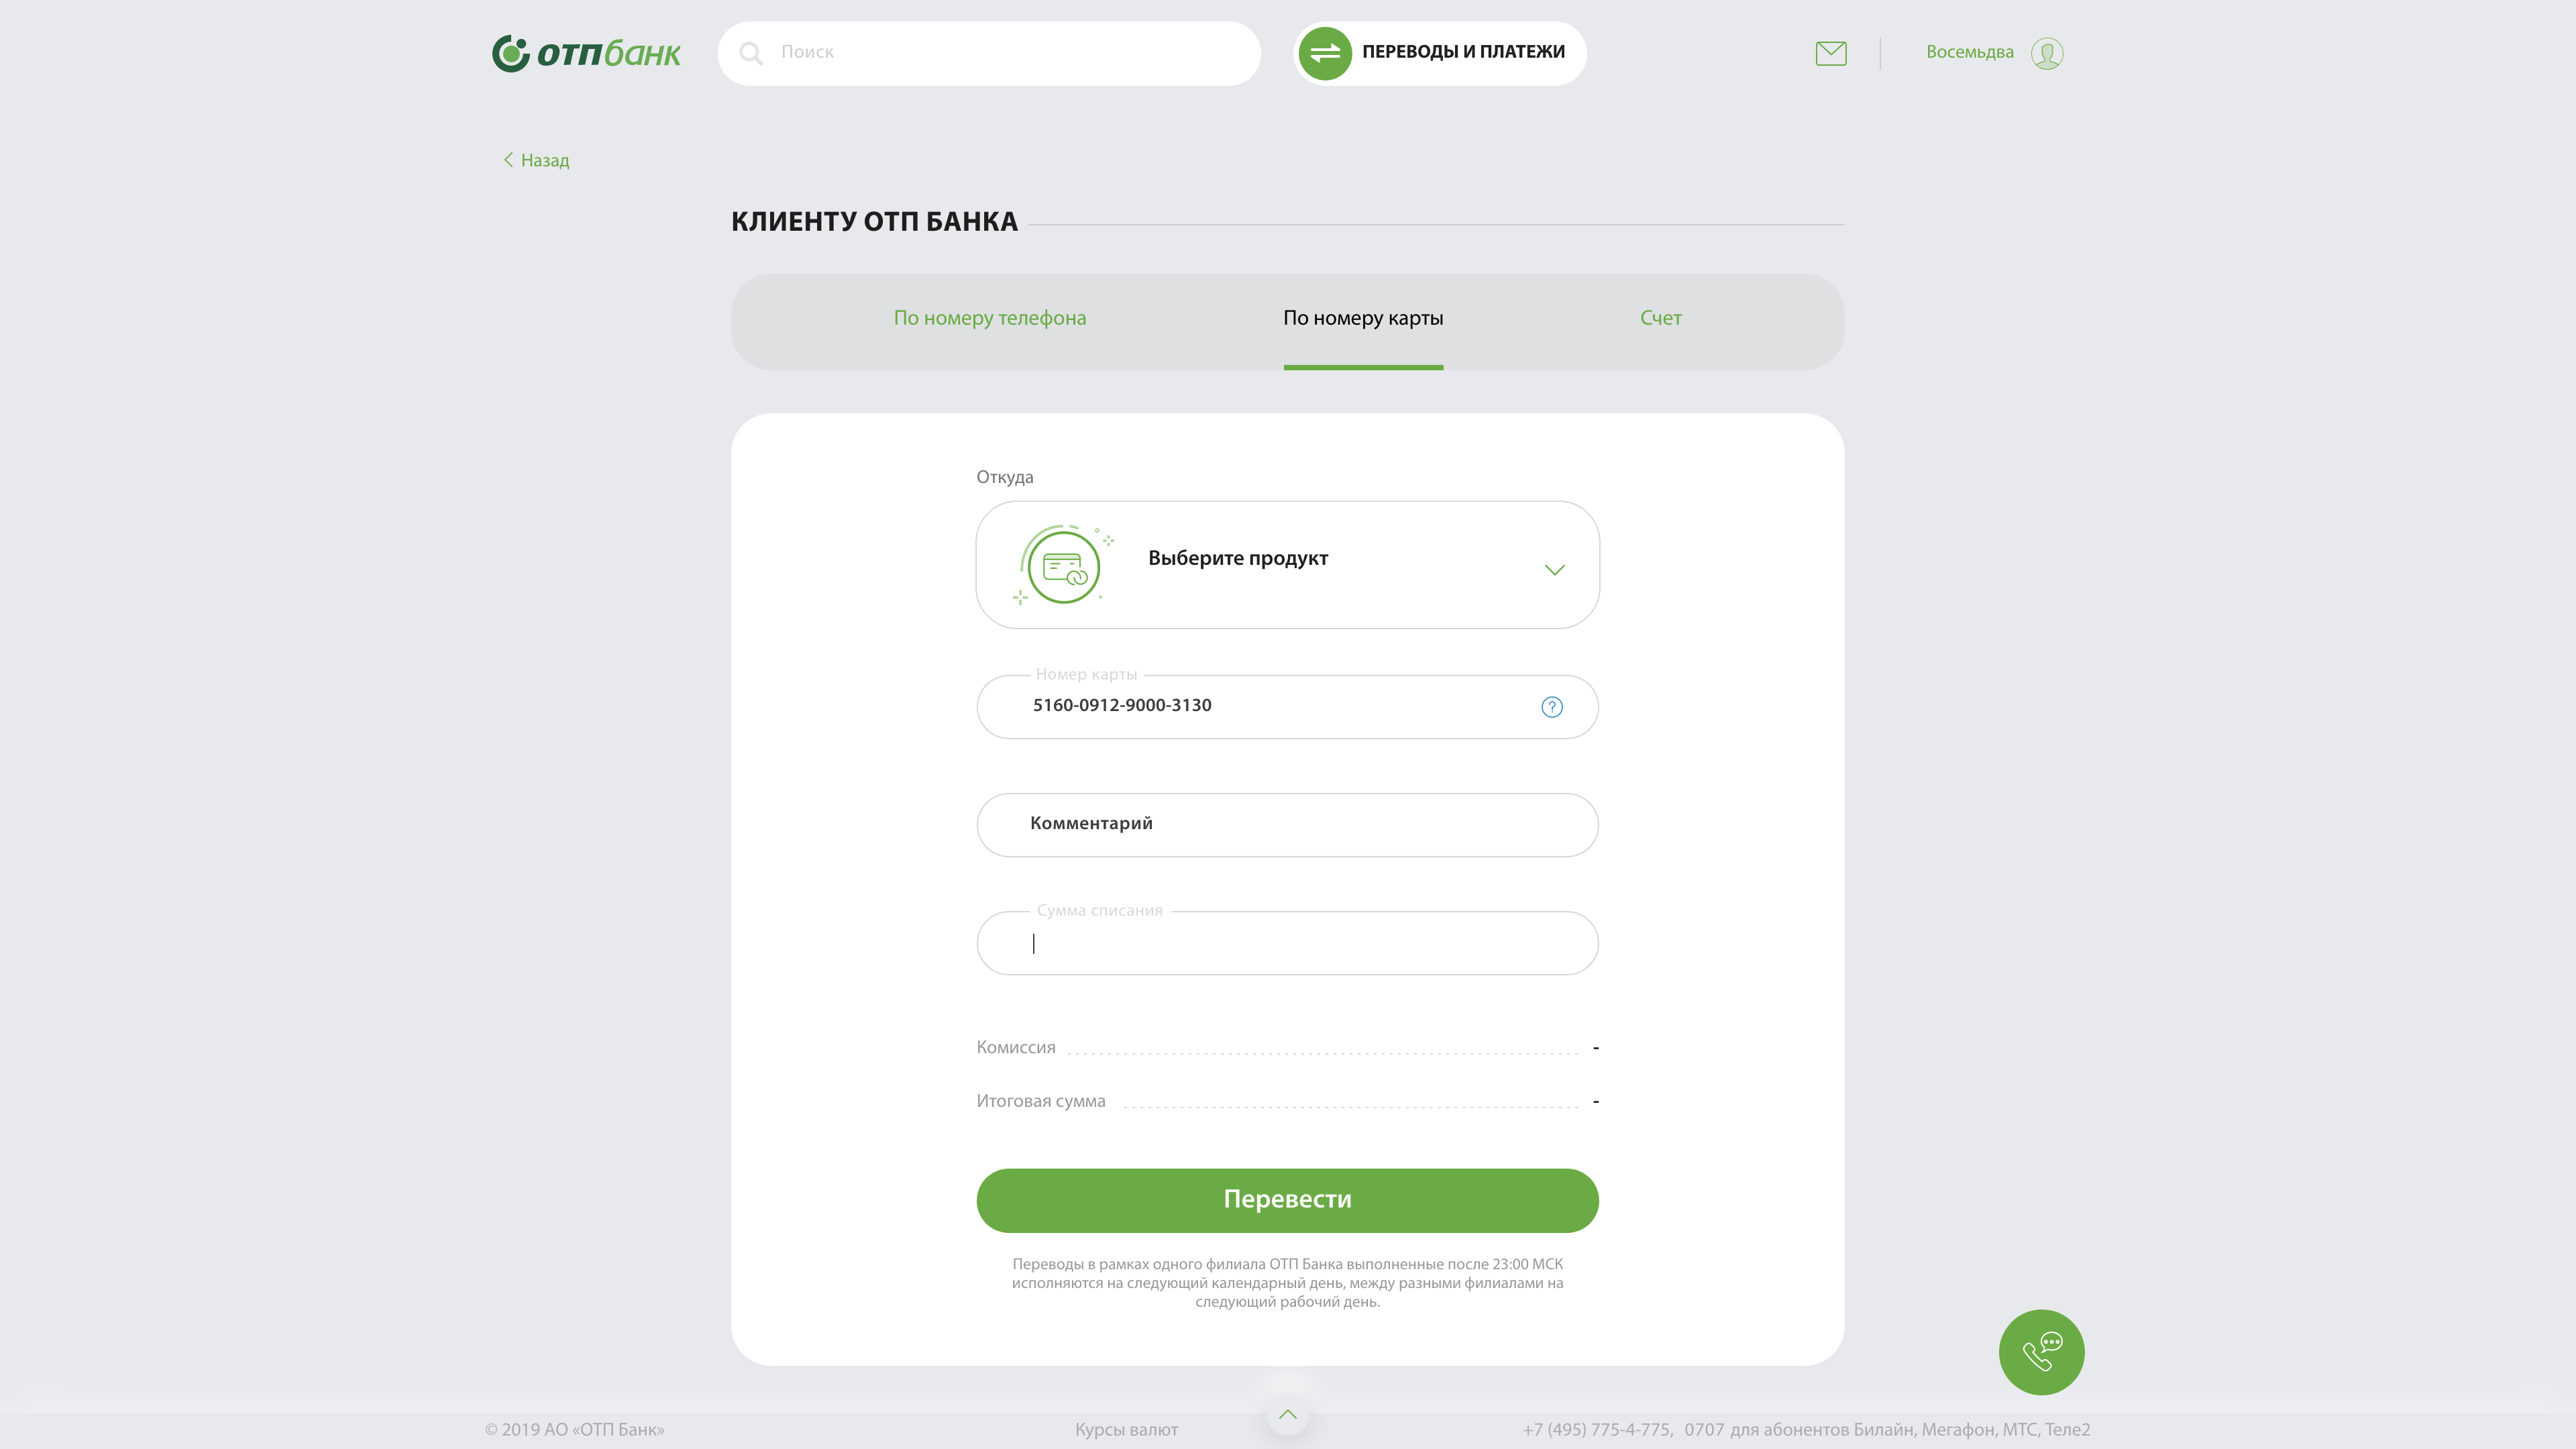 отпбанк
Поиск
ПЕРЕВОДЫ И ПЛАТЕЖИ
Восемьдва
Назад
КЛИЕНТУ ОТП БАНКА
По номеру телефона
По номеру карты
Счет
Откуда
Выберите продукт
Номер карты
5160-0912-9000-3130
?
Комментарий
Сумма списания
Комиссия -
Итоговая сумма -
Перевести
Переводы в рамках одного филиала ОТП Банка выполненные после 23:00 МСК
исполняются на следующий календарный день, между разными филиалами на
следующий рабочий день.
© 2019 АО «ОТП Банк»
Курсы валют
+7 (495) 775-4-775, 0707 для абонентов Билайн, Мегафон, МТС, Теле2